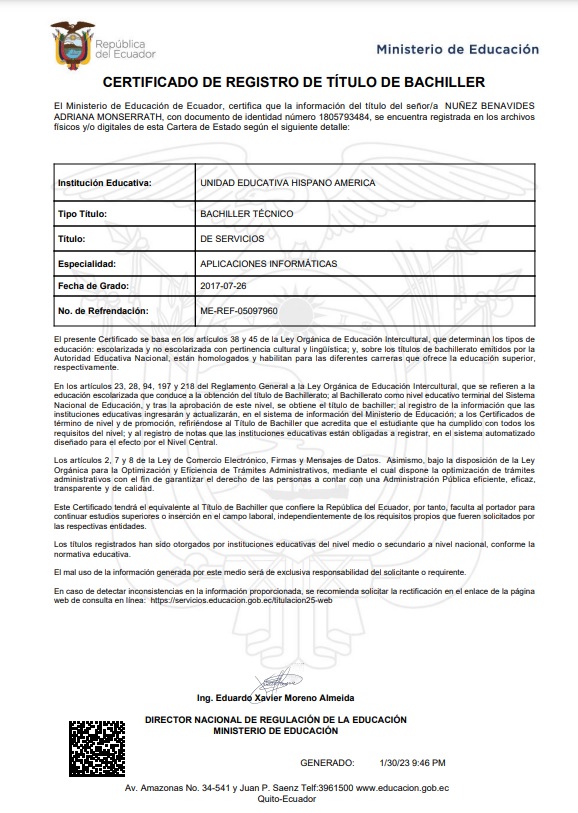 República
del Ecuador
Ministerio de Educación
CERTIFICADO DE REGISTRO DE TÍTULO DE BACHILLER
El Ministerio de Educación de Ecuador, certifica que la información del título del señor/a NUÑEZ BENAVIDES
ADRIANA MONSERRATH, con documento de identidad número 1805793484, se encuentra registrada en los archivos
físicos y/o digitales de esta Cartera de Estado según el siguiente detalle:
Institución Educativa: UNIDAD EDUCATIVA HISPANO AMERICA
Tipo Título: BACHILLER TÉCNICO
Título: DE SERVICIOS
Especialidad: APLICACIONES INFORMÁTICAS
Fecha de Grado: 2017-07-26
No. de Refrendación: ME-REF-05097960
El presente Certificado se basa en los artículos 38 y 45 de la Ley Orgánica de Educación Intercultural, que determinan los tipos de
educación: escolarizada y no escolarizada con pertinencia cultural y lingüística; y, sobre los títulos de bachillerato emitidos por la
Autoridad Educativa Nacional, están homologados y habilitan para las diferentes carreras que ofrece la educación superior,
respectivamente.
En los artículos 23, 28, 94, 197 y 218 del Reglamento General a la Ley Orgánica de Educación Intercultural, que se refieren a la
educación escolarizada que conduce a la obtención del título de Bachillerato; al Bachillerato como nivel educativo terminal del Sistema
Nacional de Educación, y tras la aprobación de este nivel, se obtiene el título de bachiller; al registro de la información que las
instituciones educativas ingresarán y actualizarán, en el sistema de información del Ministerio de Educación; a los Certificados de
término de nivel y de promoción, refiriéndose al Título de Bachiller que acredita que el estudiante ha cumplido con todos los
requisitos del nivel; y al registro de notas que las instituciones educativas están obligadas a registrar, en el sistema automatizado
diseñado para el efecto por el Nivel Central.
Los artículos 2, 7 y 8 de la Ley de Comercio Electrónico, Firmas y Mensajes de Datos. Asimismo, bajo la disposición de la Ley
Orgánica para la Optimización y Eficiencia de Trámites Administrativos, mediante el cual dispone la optimización de trámites
administrativos con el fin de garantizar el derecho de las personas a contar con una Administración Pública eficiente, eficaz,
transparente y de calidad.
Este Certificado tendrá el equivalente al Título de Bachiller que confiere la República del Ecuador, por tanto, faculta al portador para
continuar estudios superiores o inserción en el campo laboral, independientemente de los requisitos propios que fueren solicitados por
las respectivas entidades.
Los títulos registrados han sido otorgados por instituciones educativas del nivel medio o secundario a nivel nacional, conforme la
normativa educativa.
El mal uso de la información generada por este medio será de exclusiva responsabilidad del solicitante o requirente.
En caso de detectar inconsistencias en la información proporcionada, se recomienda solicitar la rectificación en el enlace de la página
web de consulta en línea: https://servicios.educacion.gob.ec/titulacion25-web
Ing. Eduardo Xavier Moreno Almeida
DIRECTOR NACIONAL DE REGULACIÓN DE LA EDUCACIÓN
MINISTERIO DE EDUCACIÓN
GENERADO: 1/30/23 9:46 PM
Av. Amazonas No. 34-541 y Juan P. Saenz Telf:3961500 www.educacion.gob.ec
Quito-Ecuador